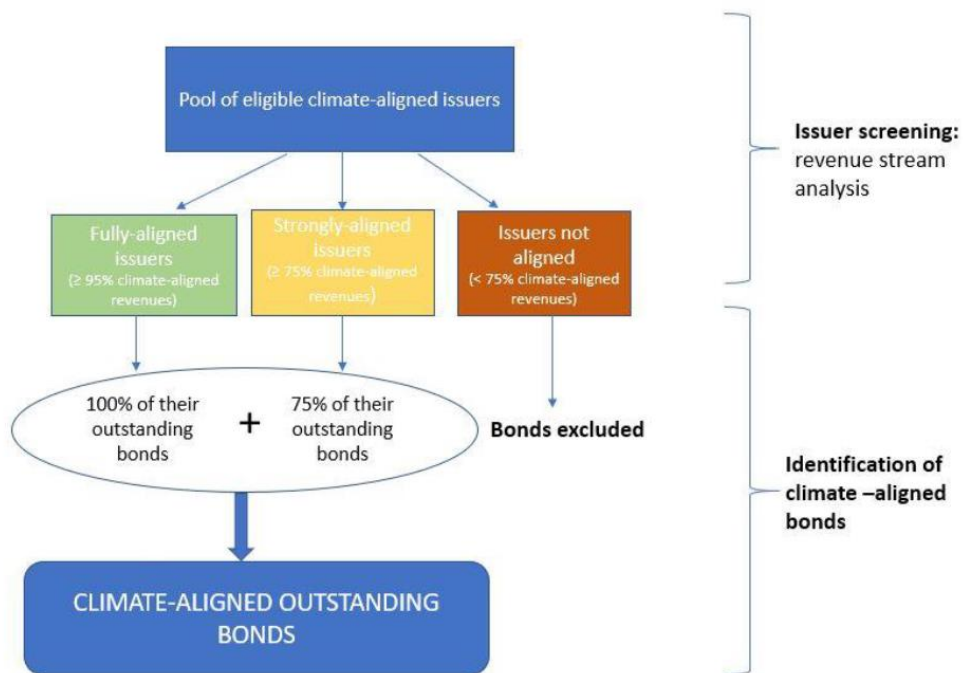 Pool of eligible climate-aligned issuers
Issuer screening:
revenue stream
analysis
Fully-aligned
issuers
(≥ 95% climate-aligned
revenues)
Strongly-aligned
issuers
(≥ 75% climate-aligned
revenues)
Issuers not
aligned
(< 75% climate-aligned
revenues)
100% of their
outstanding
bonds
+
75% of their
outstanding
bonds
Bonds excluded
Identification of
climate –aligned
bonds
CLIMATE-ALIGNED OUTSTANDING
BONDS